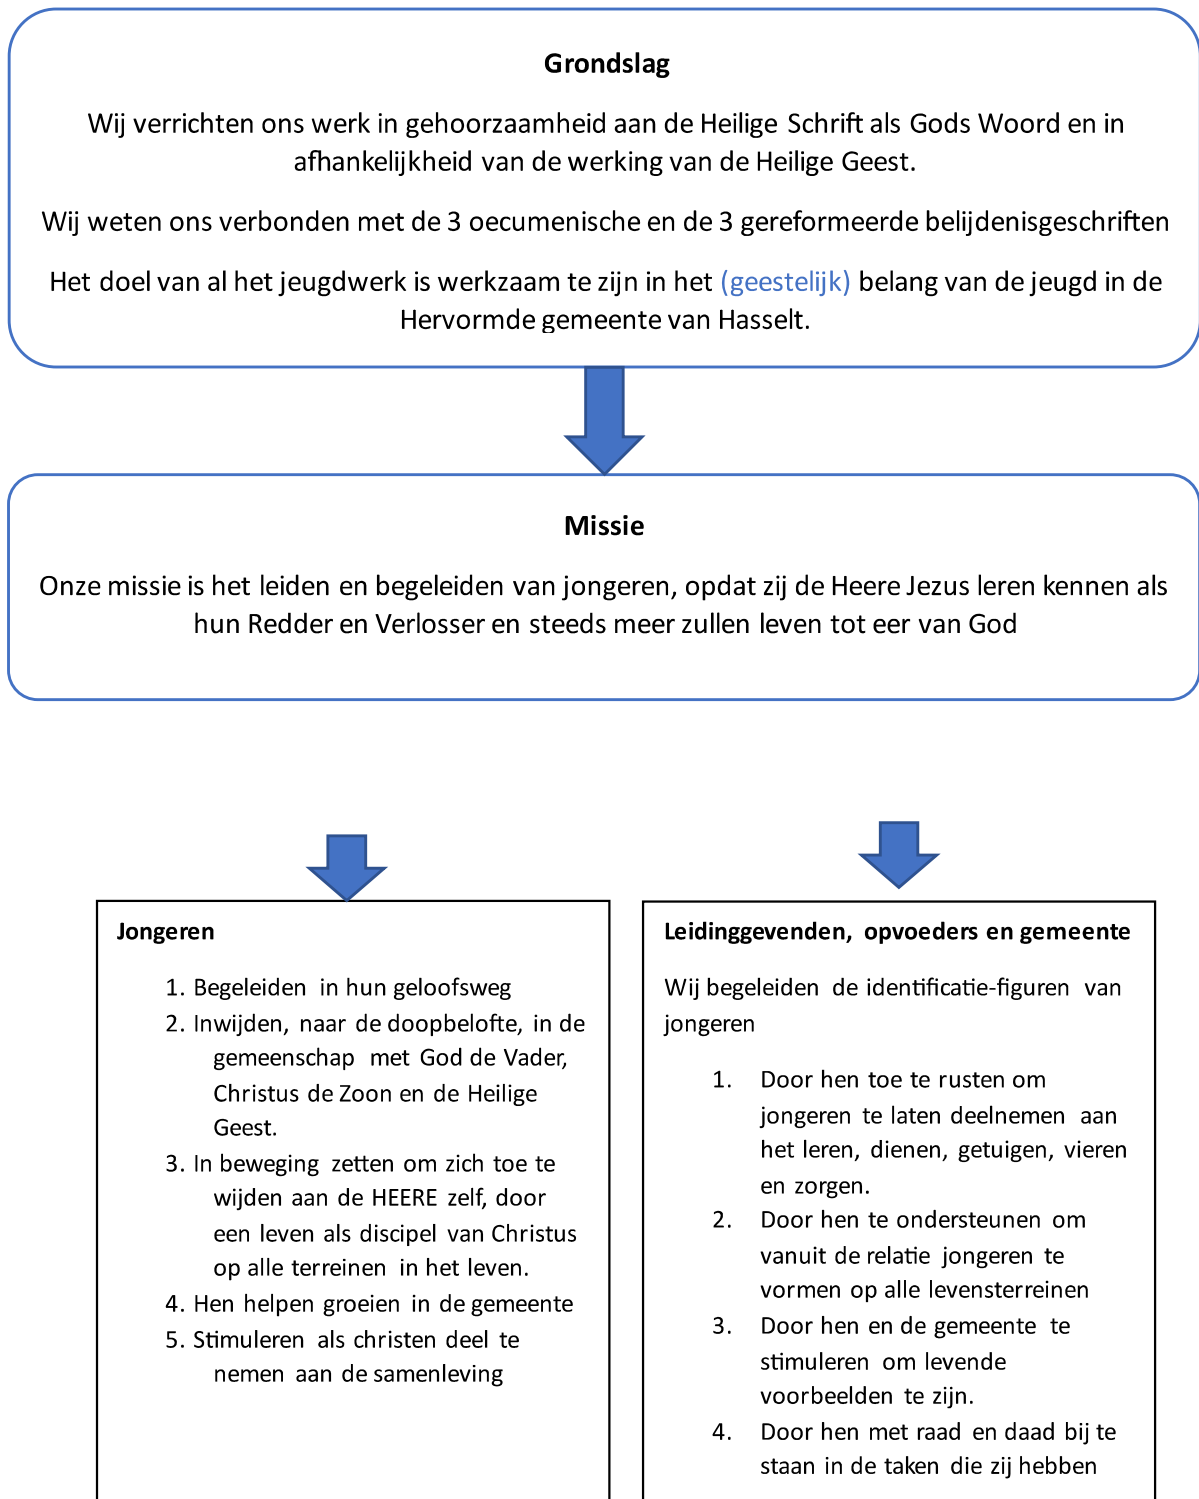 Grondslag
Wij verrichten ons werk in gehoorzaamheid aan de Heilige Schrift als Gods Woord en in
afhankelijkheid van de werking van de Heilige Geest.
Wij weten ons verbonden met de 3 oecumenische en de 3 gereformeerde belijdenisgeschriften
Het doel van al het jeugdwerk is werkzaam te zijn in het (geestelijk) belang van de jeugd in de
Hervormde gemeente van Hasselt.
Missie
Onze missie is het leiden en begeleiden van jongeren, opdat zij de Heere Jezus leren kennen als
hun Redder en Verlosser en steeds meer zullen leven tot eer van God
Jongeren
1. Begeleiden in hun geloofsweg
2. Inwijden, naar de doopbelofte, in de
gemeenschap met God de Vader,
Christus de Zoon en de Heilige
Geest.
3. In beweging zetten om zich toe te
wijden aan de HEERE zelf, door
een leven als discipel van Christus
op alle terreinen in het leven.
4. Hen helpen groeien in de gemeente
5. Stimuleren als christen deel te
nemen aan de samenleving
Leidinggevenden, opvoeders en gemeente
Wij begeleiden de identificatie-figuren van
jongeren
1. Door hen toe te rusten om
jongeren te laten deelnemen aan
het leren, dienen, getuigen, vieren
en zorgen.
2. Door hen te ondersteunen om
vanuit de relatie jongeren te
vormen op alle levensterreinen
3. Door hen en de gemeente te
stimuleren om levende
voorbeelden te zijn.
4. Door hen met raad en daad bij te
staan in de taken die zij hebben